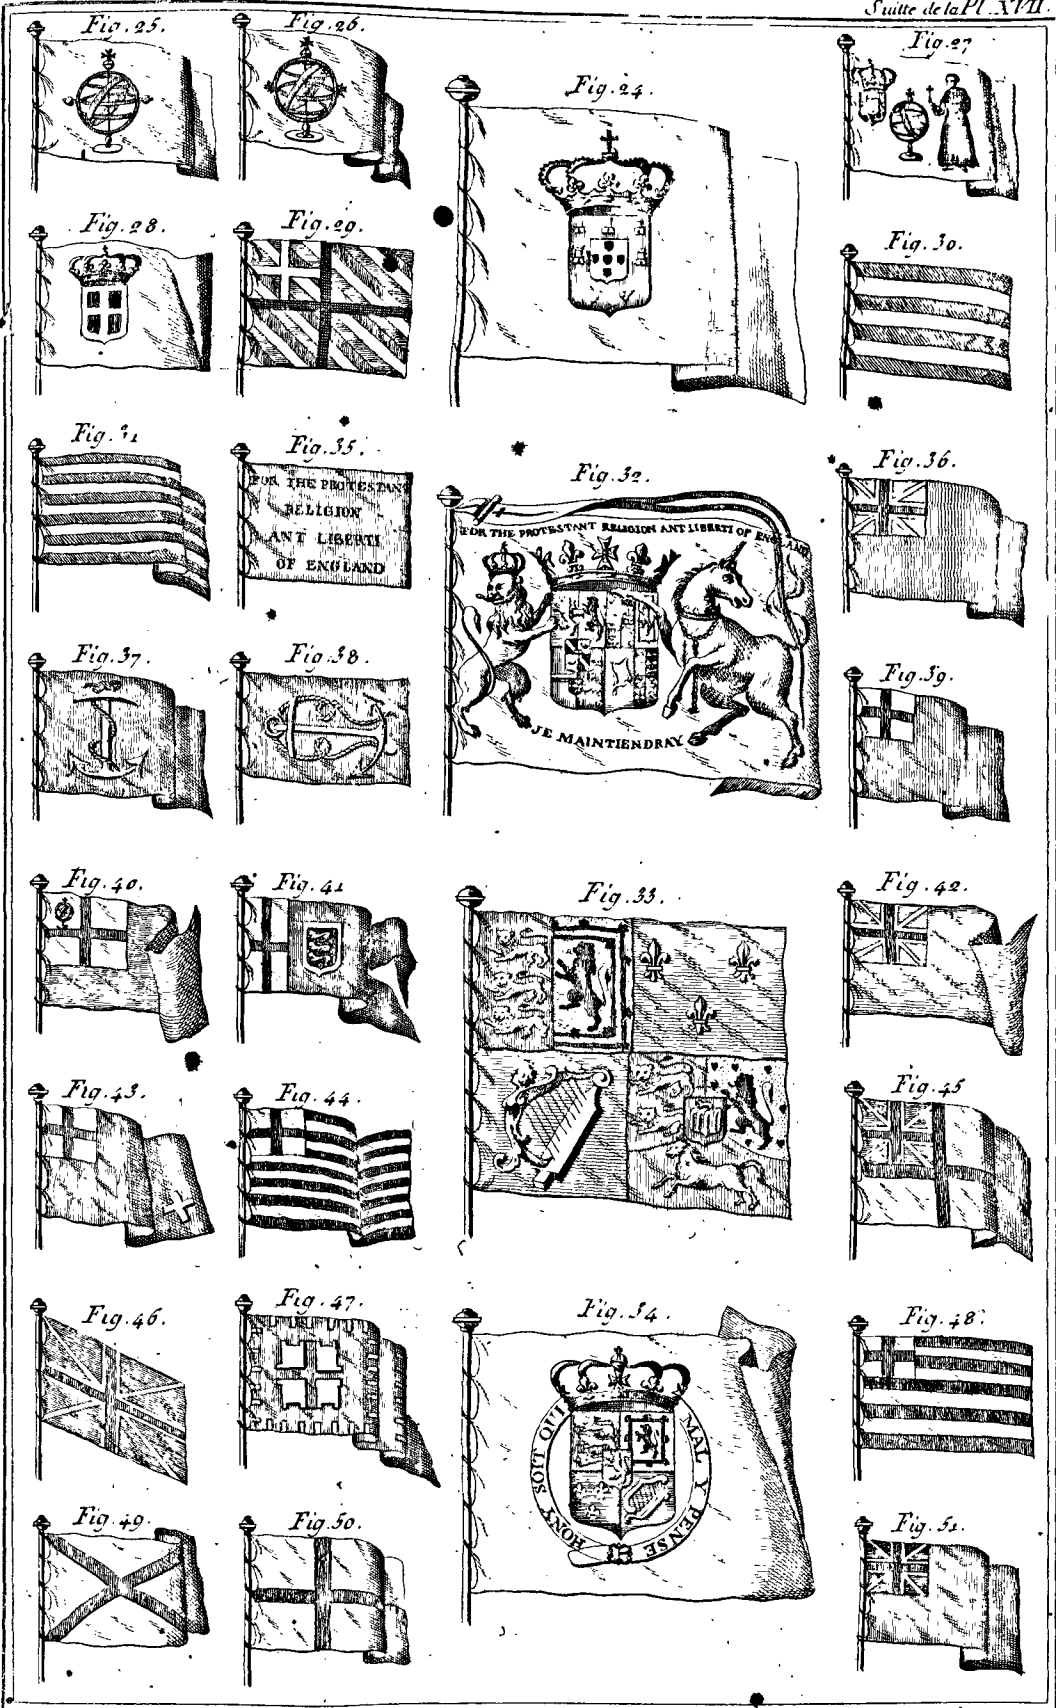 Suitte de la Pl. XVII.
Fig. 25.
Fig. 26.
Fig. 24.
Fig. 27
Fig. 28.
Fig. 29.
Fig. 30.
Fig. 31
Fig. 35.
FOR THE PROTESTANS
RELIGION
ANT LIBERTI
OF ENGLAND
Fig. 32.
FOR THE PROTESTANT RELIGION ANT LIBERTI OF ENGLAND
JE MAINTIENDRAY
Fig. 36.
Fig. 37.
Fig. 38.
Fig. 39.
Fig. 40.
Fig. 41
Fig. 33.
Fig. 42.
Fig. 43.
Fig. 44.
Fig. 45
Fig. 46.
Fig. 47.
Fig. 34.
HONY SOIT QUI MAL Y PENSE
Fig. 48.
Fig. 49.
Fig. 50.
Fig. 51.